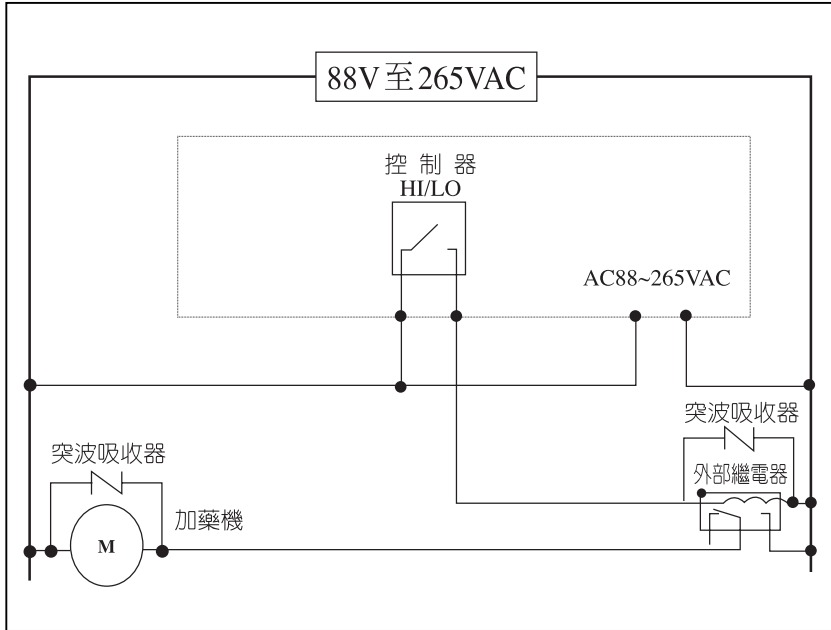 88V至265VAC
控 制 器
HI/LO
AC88~265VAC
突波吸收器
突波吸收器
外部繼電器
加藥機
M